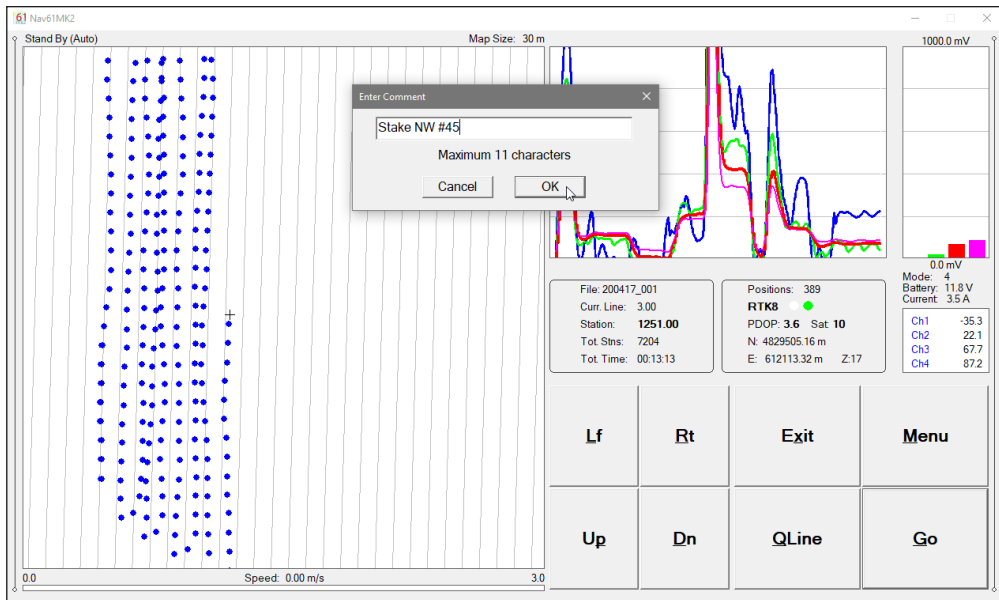 61 Nav61MK2
Stand By (Auto)
Map Size: 30 m
1000.0 mV
Enter Comment
Stake NW #45
Maximum 11 characters
Cancel
OK
0.0 mV
Mode: 4
Battery: 11.8 V
Current: 3.5 A
File: 200417_001
Curr. Line: 3.00
Station: 1251.00
Tot. Stns: 7204
Tot. Time: 00:13:13
Positions: 389
RTK8
PDOP: 3.6 Sat: 10
N: 4829505.16 m
E: 612113.32 m Z:17
Ch1 -35.3
Ch2 22.1
Ch3 67.7
Ch4 87.2
Lf
Rt
Exit
Menu
Up
Dn
QLine
Go
0.0
Speed: 0.00 m/s
3.0